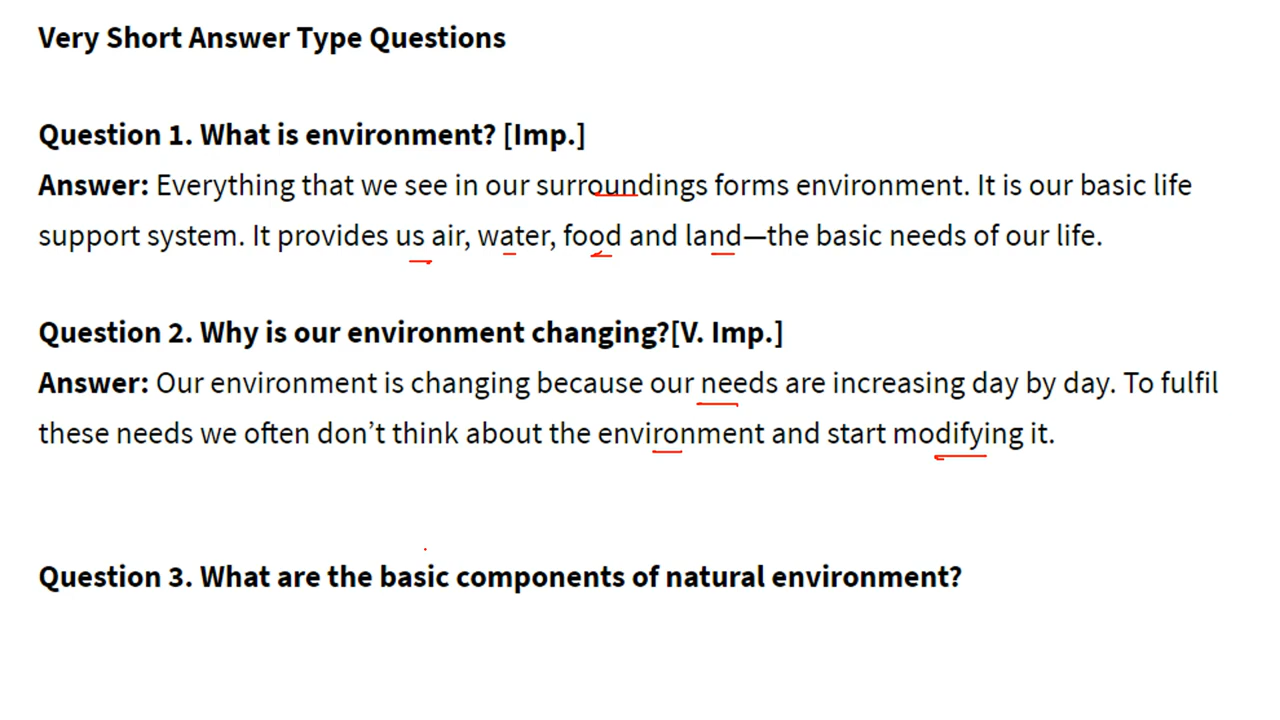 Very Short Answer Type Questions
Question 1. What is environment? [Imp.]
Answer: Everything that we see in our surroundings forms environment. It is our basic life
support system. It provides us air, water, food and land—the basic needs of our life.
Question 2. Why is our environment changing?[V. Imp.]
Answer: Our environment is changing because our needs are increasing day by day. To fulfil
these needs we often don’t think about the environment and start modifying it.
Question 3. What are the basic components of natural environment?